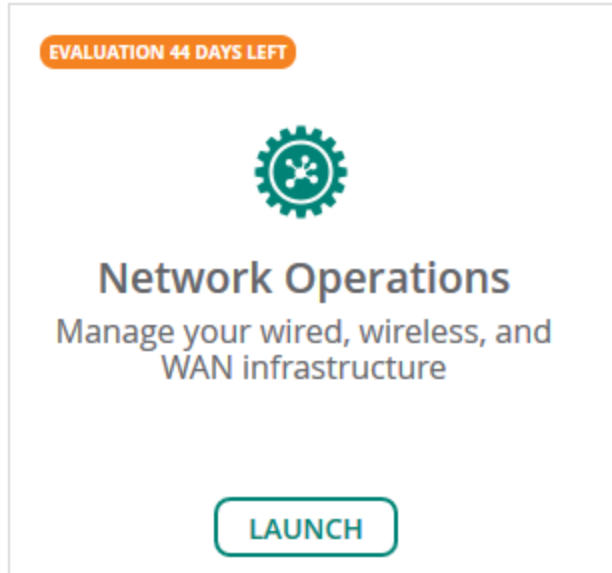 EVALUATION 44 DAYS LEFT
Network Operations
Manage your wired, wireless, and
WAN infrastructure
LAUNCH